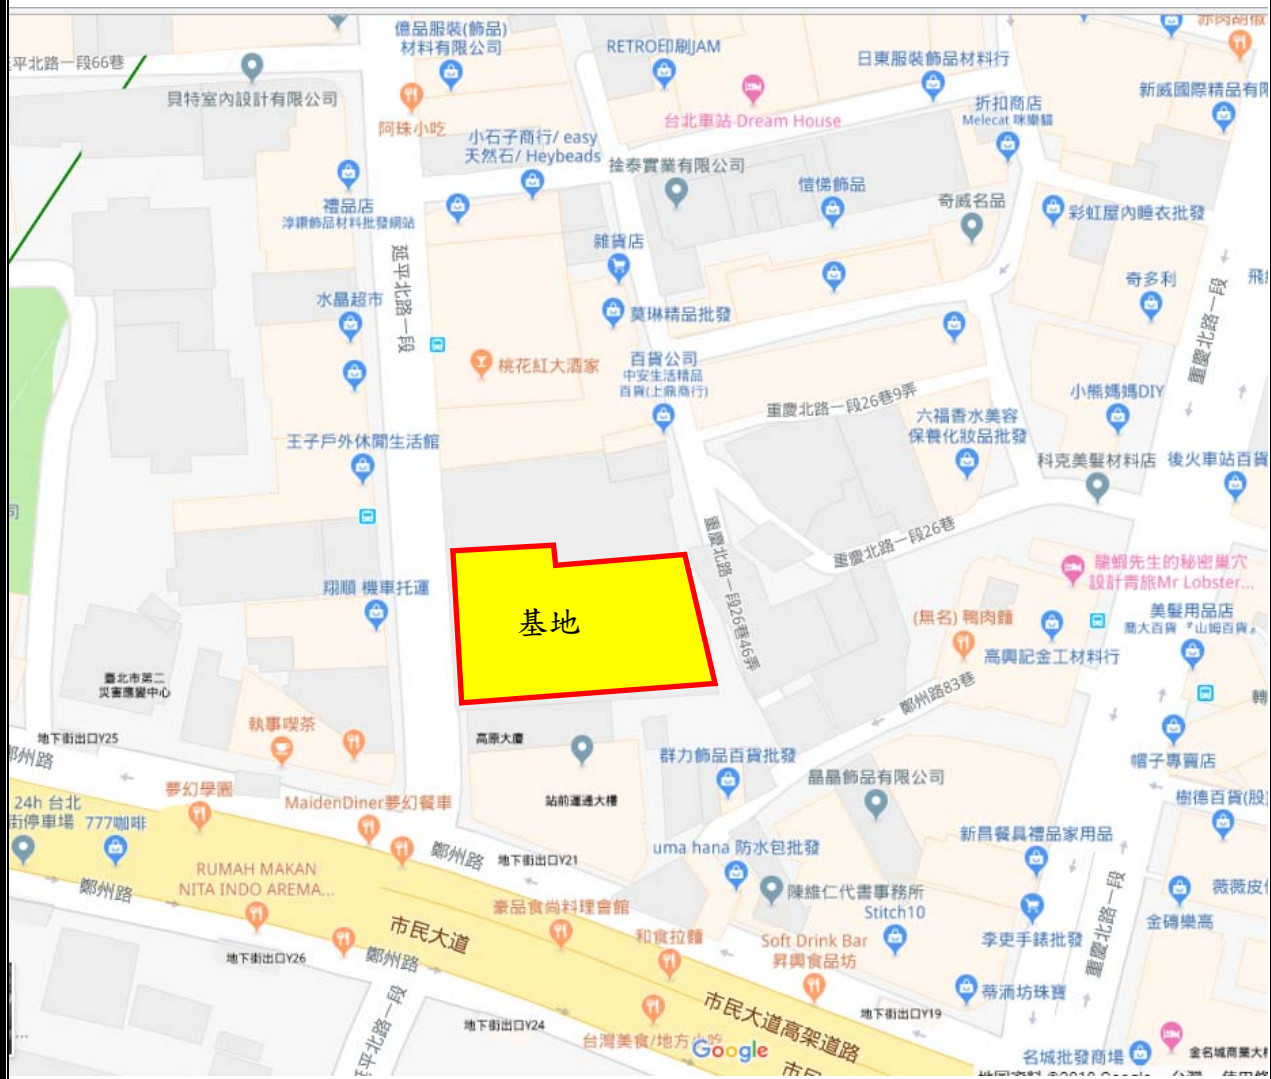 億品服裝(飾品)
材料有限公司
RETRO印刷JAM
日東服裝飾品材料行
平北路一段66巷
貝特室內設計有限公司
阿珠小吃
台北車站 Dream House
折扣商店
Melecat 咪樂貓
新威國際精品有限
小石子商行/ easy
天然石/ Heybeads
捦泰實業有限公司
愷悌飾品
奇威名品
彩虹屋內睡衣批發
禮品店
淳鑽飾品材料批發網站
雜貨店
延平北路一段
水晶超市
莫琳精品批發
奇多利
重慶北路一段
桃花紅大酒家
百貨公司
中安生活精品
百貨(上鼎商行)
重慶北路一段26巷9弄
小熊媽媽DIY
六福香水美容
保養化妝品批發
王子戶外休閒生活館
科克美髮材料店
後火車站百貨
重慶北路一段26巷
重慶北路一段26巷46弄
龍蝦先生的秘密巢穴
設計青旅Mr Lobster...
翔順 機車托運
基地
(無名) 鴨肉麵
美髮用品店
喬大百貨『山姆百貨』
高興記金工材料行
臺北市第二
災害應變中心
鄭州路83巷
執事喫茶
地下街出口Y25
高原大廈
鄭州路
群力飾品百貨批發
帽子專賣店
晶晶飾品有限公司
夢幻學園
MaidenDiner夢幻餐車
站前運通大樓
24h 台北
街停車場
777咖啡
樹德百貨(股
新昌餐具禮品家用品
鄭州路
地下街出口Y21
uma hana 防水包批發
RUMAH MAKAN
NITA INDO AREMA...
鄭州路
陳維仁代書事務所
Stitch10
薇薇皮
豪品食尚料理會館
金磚樂高
市民大道
和食拉麵
Soft Drink Bar
昇興食品坊
李吏手錶批發
重慶北路一段
地下街出口Y26
鄭州路
蒂涌坊珠寶
延平北路一段
市民大道高架道路
地下街出口Y19
地下街出口Y24
台灣美食/地方小吃
Google
名城批發商場
金名城商業大
市民